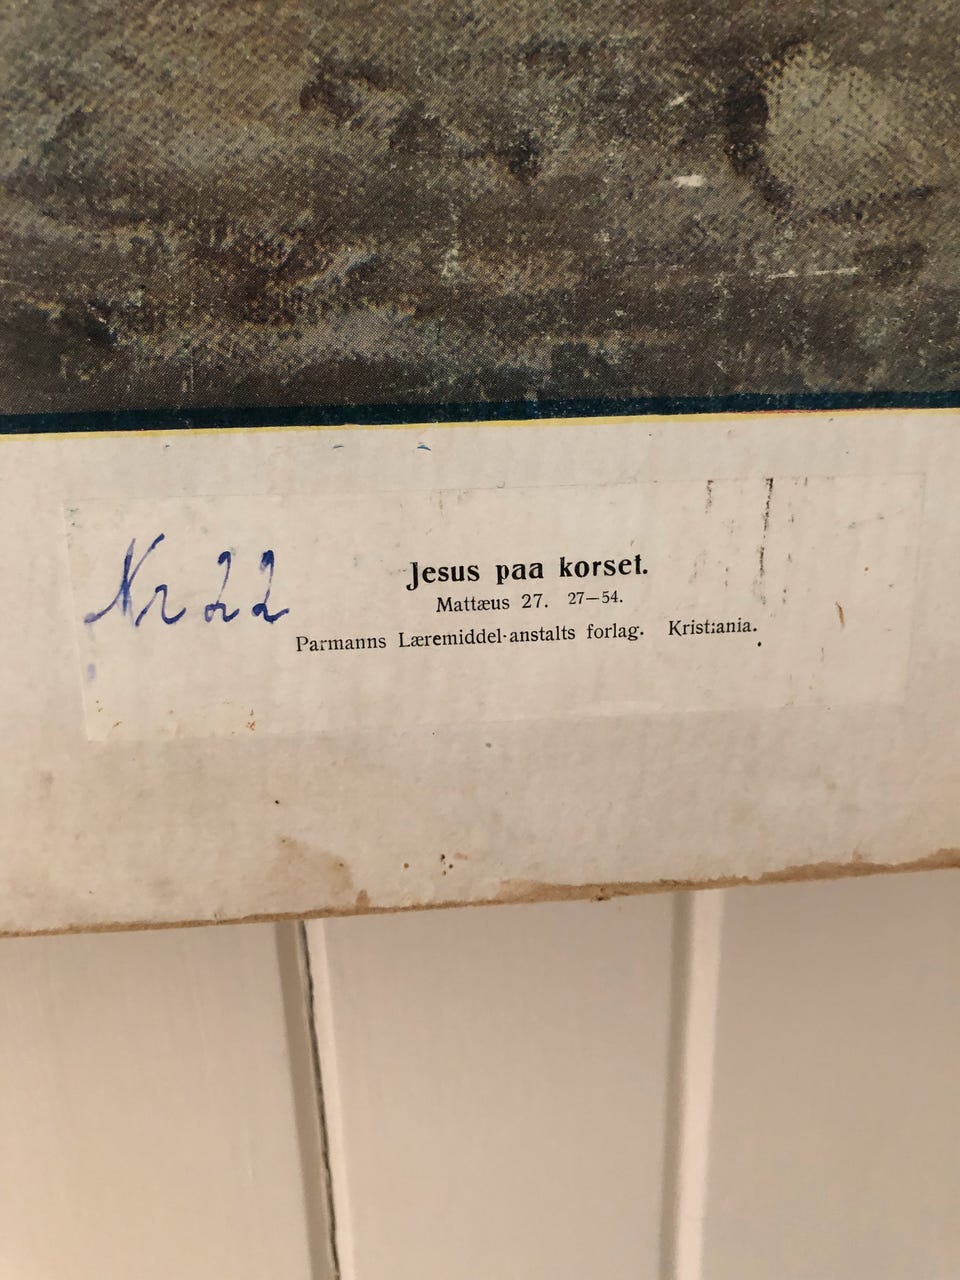 Nr 22
Jesus paa korset.
Mattæus 27. 27—54.
Parmanns Læremiddel-anstalts forlag. Kristiania.